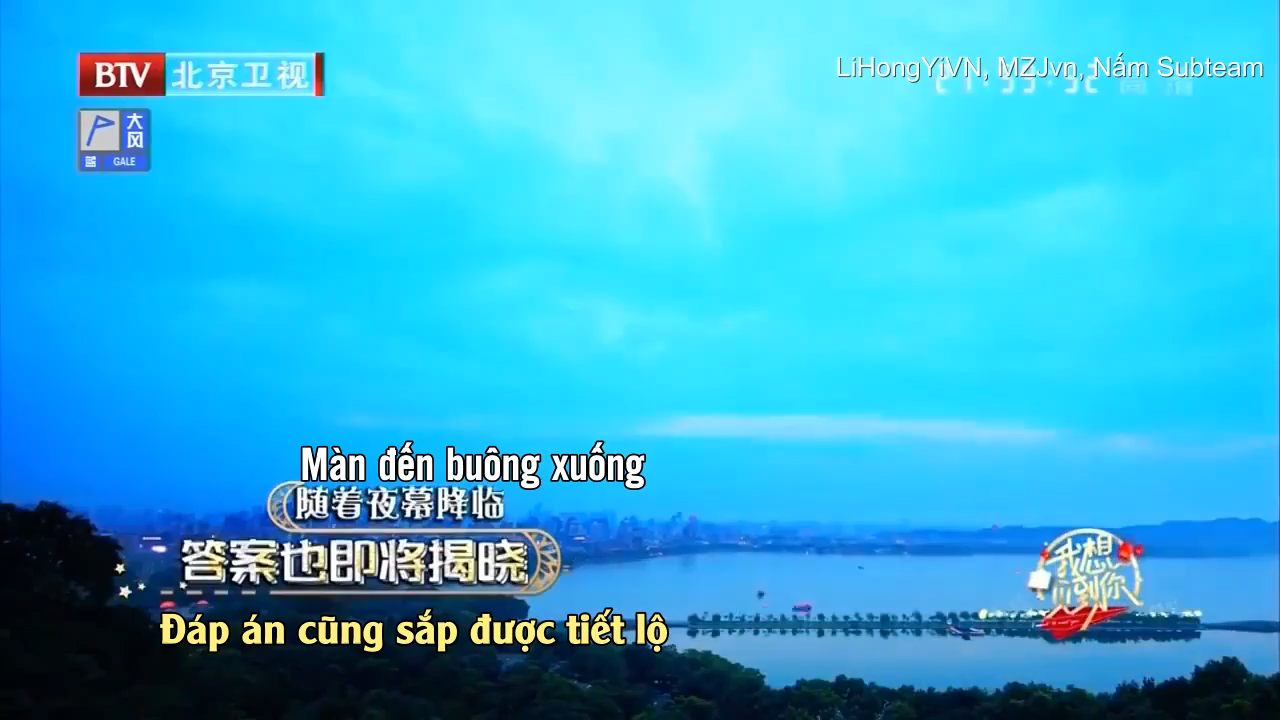 BTV 北京卫视
LiHongYiVN, MZJvn, Nấm Subteam
大风
GALE
Màn đến buông xuống
随着夜幕降临
答案也即将揭晓
我想见到你
Đáp án cũng sắp được tiết lộ